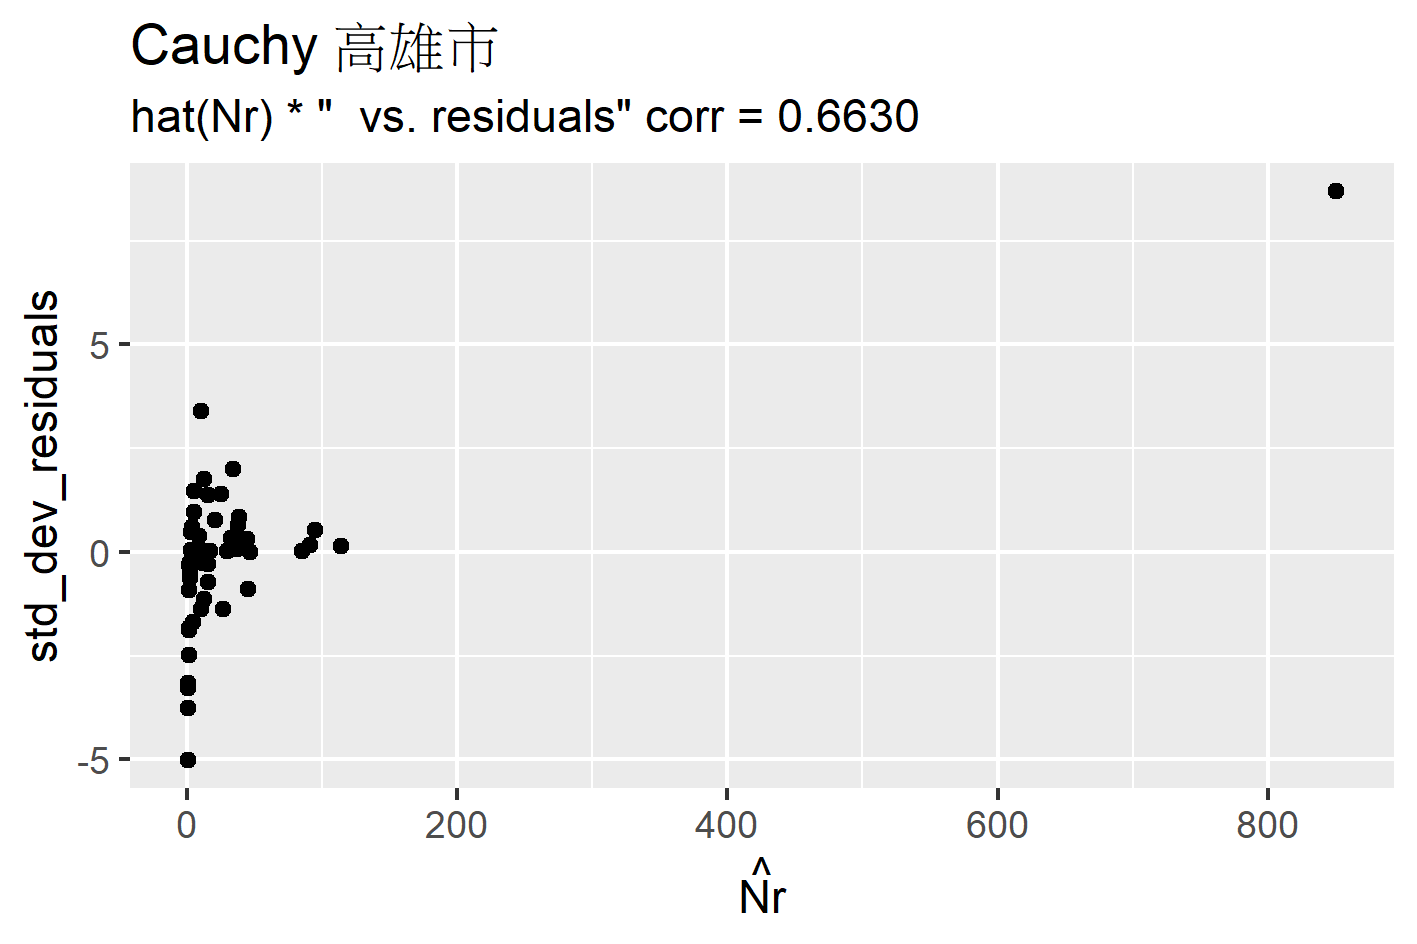 Cauchy 高雄市
hat(Nr) * "  vs. residuals" corr = 0.6630
std_dev_residuals
5
0
-5
0 200 400 600 800
N̂r